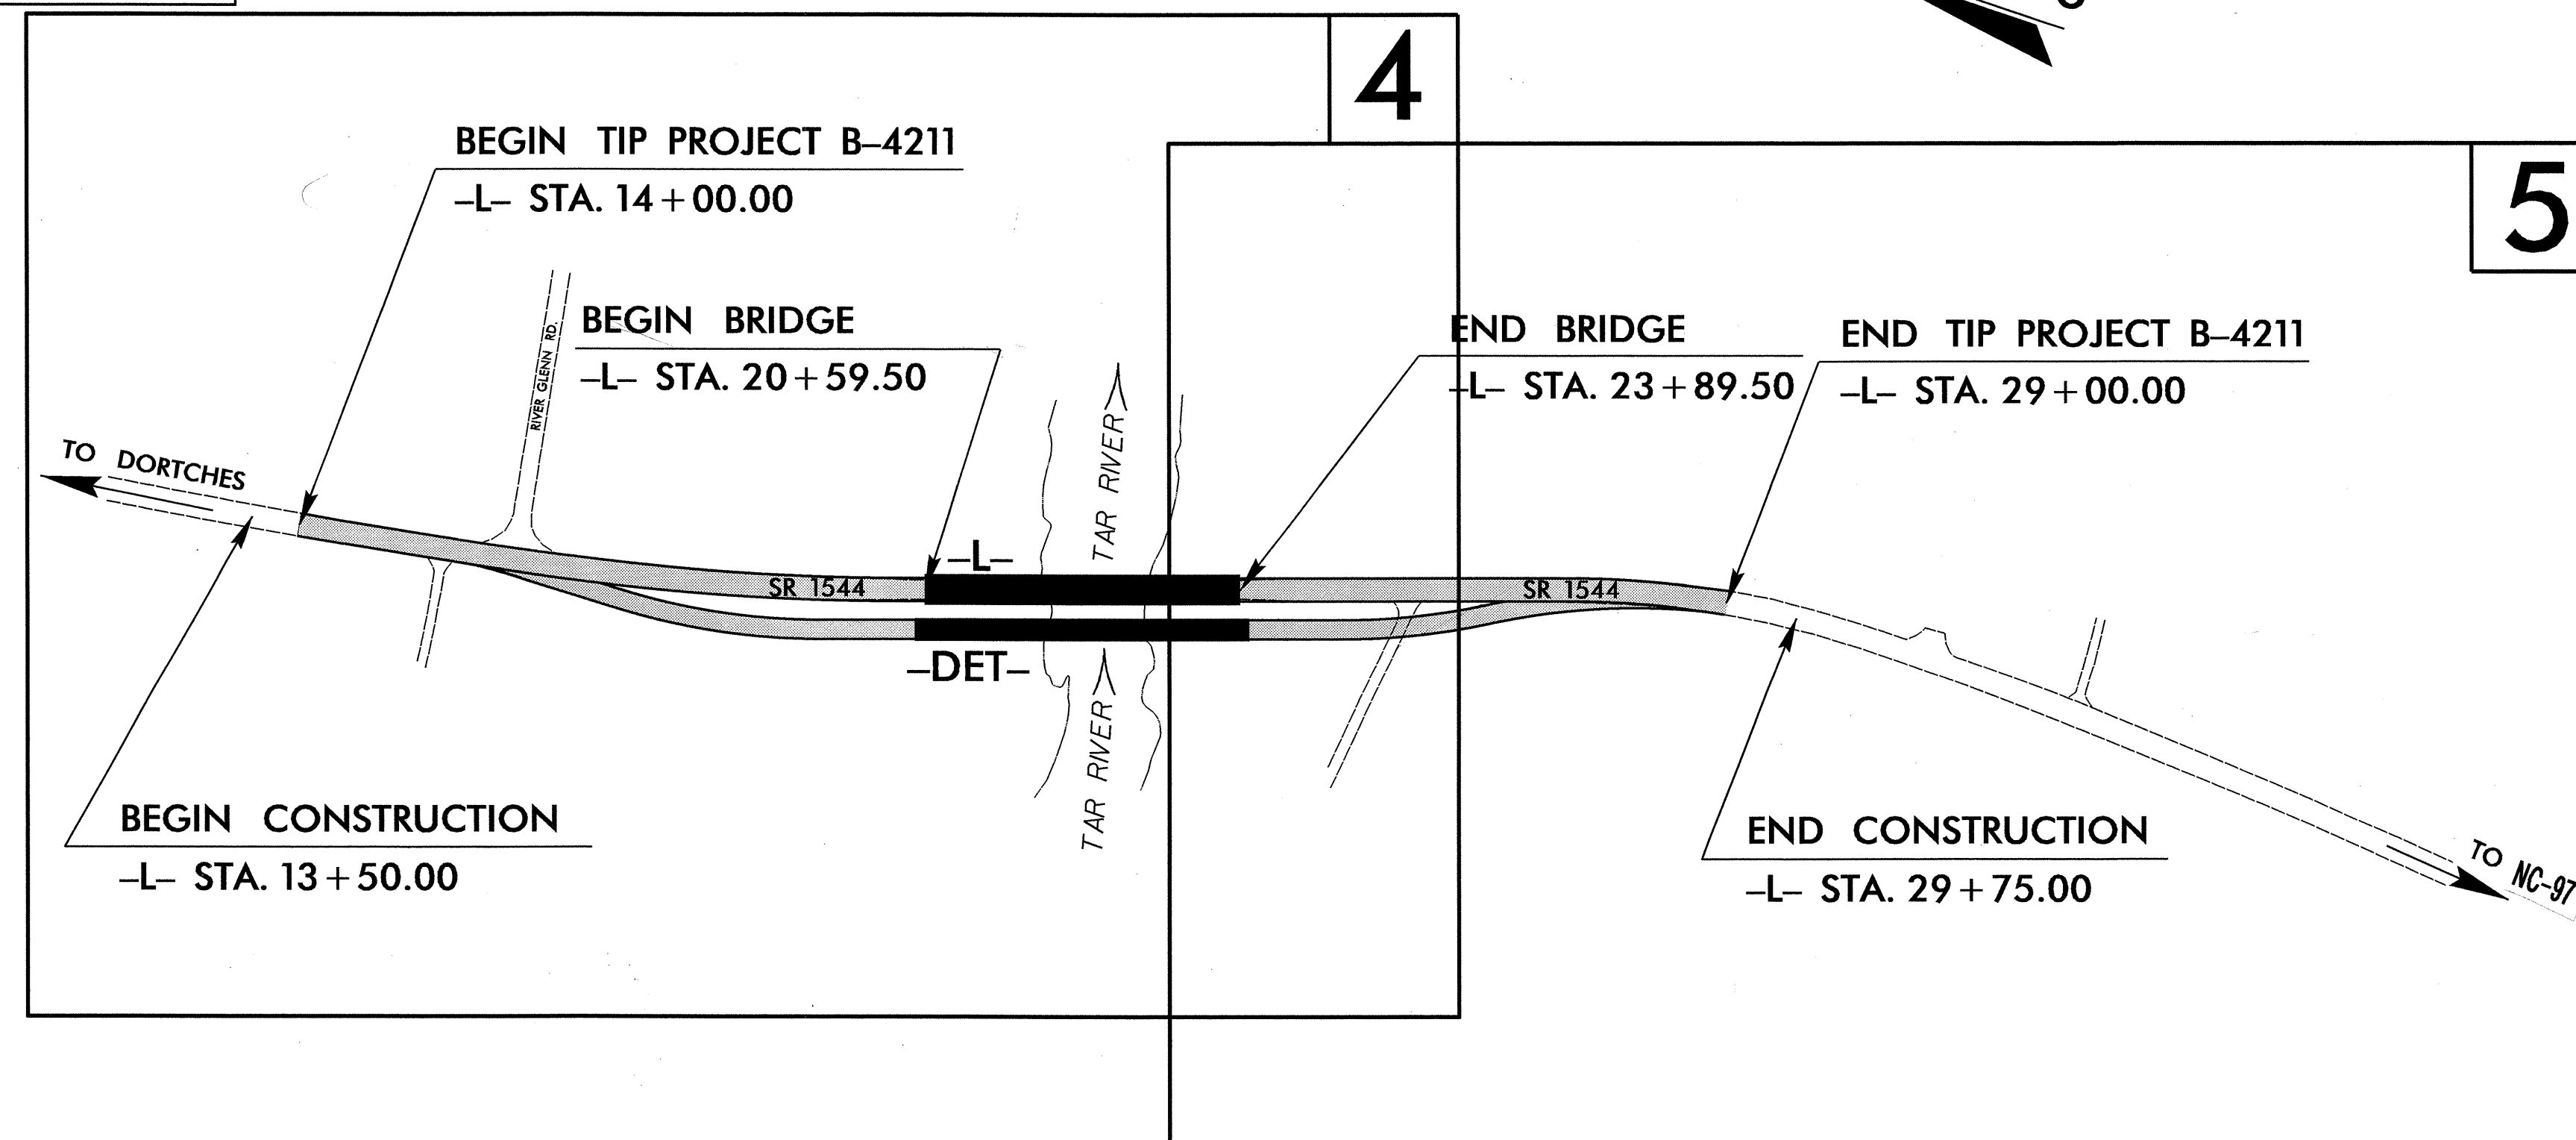 4
5
BEGIN TIP PROJECT B–4211
–L– STA. 14+00.00
RIVER GLENN RD.
BEGIN BRIDGE
–L– STA. 20+59.50
END BRIDGE
–L– STA. 23+89.50
END TIP PROJECT B–4211
–L– STA. 29+00.00
TO DORTCHES
TAR RIVER
–L–
SR 1544
SR 1544
–DET–
TAR RIVER
BEGIN CONSTRUCTION
–L– STA. 13+50.00
END CONSTRUCTION
–L– STA. 29+75.00
TO NC–97